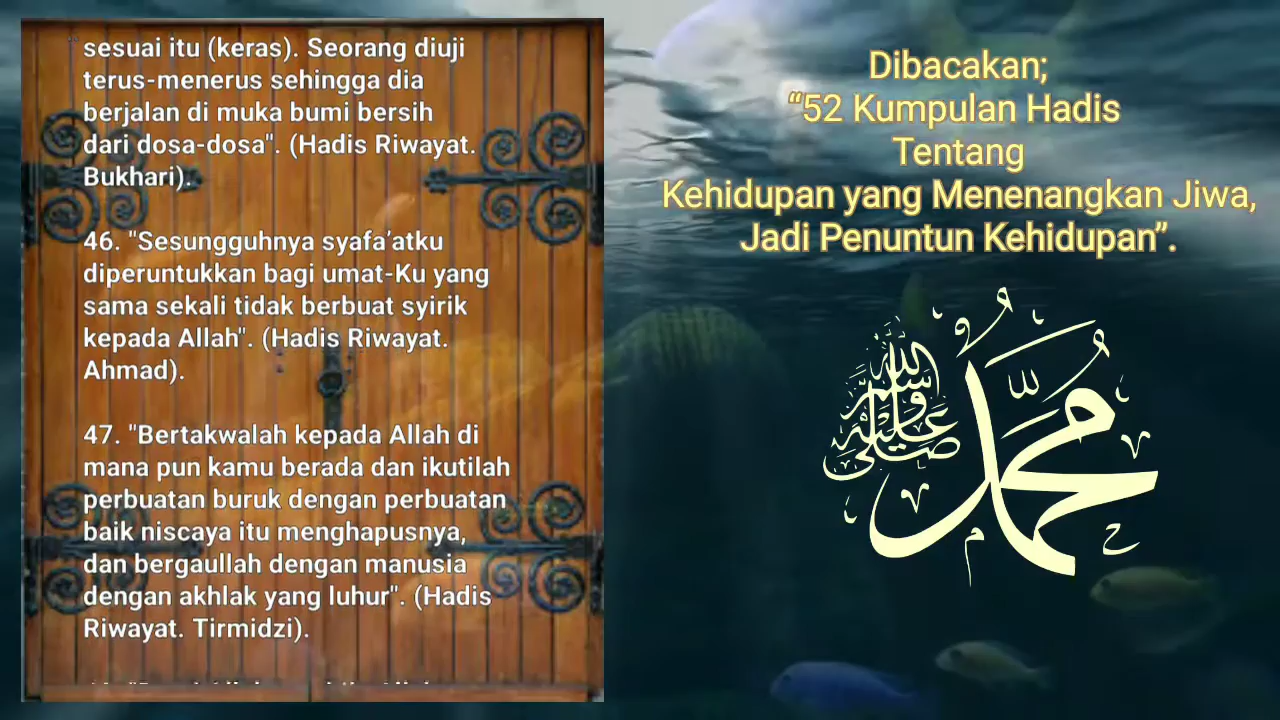 sesuai itu (keras). Seorang diuji
terus-menerus sehingga dia
berjalan di muka bumi bersih
dari dosa-dosa". (Hadis Riwayat.
Bukhari).
46. "Sesungguhnya syafa’atku
diperuntukkan bagi umat-Ku yang
sama sekali tidak berbuat syirik
kepada Allah". (Hadis Riwayat.
Ahmad).
47. "Bertakwalah kepada Allah di
mana pun kamu berada dan ikutilah
perbuatan buruk dengan perbuatan
baik niscaya itu menghapusnya,
dan bergaullah dengan manusia
dengan akhlak yang luhur". (Hadis
Riwayat. Tirmidzi).
Dibacakan;
“52 Kumpulan Hadis
Tentang
Kehidupan yang Menenangkan Jiwa,
Jadi Penuntun Kehidupan”.
محمد
صلى الله عليه وسلم